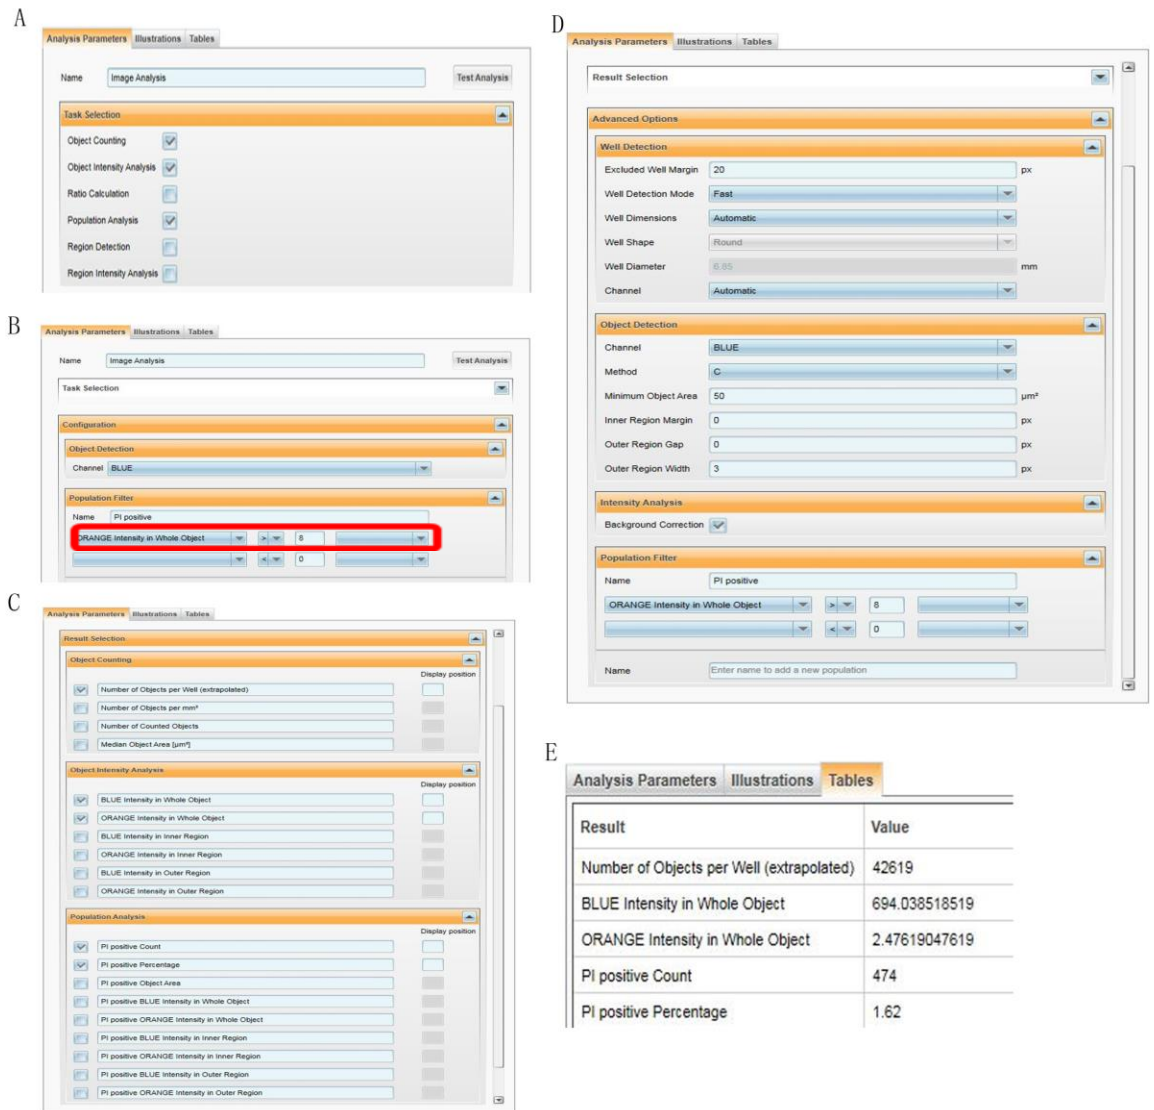 A
Analysis Parameters Illustrations Tables
Name Image Analysis Test Analysis
Task Selection
Object Counting
Object Intensity Analysis
Ratio Calculation
Population Analysis
Region Detection
Region Intensity Analysis
B
Analysis Parameters Illustrations Tables
Name Image Analysis Test Analysis
Task Selection
Configuration
Object Detection
Channel BLUE
Population Filter
Name PI positive
ORANGE Intensity in Whole Object > 8
< 0
C
Analysis Parameters Illustrations Tables
Result Selection
Object Counting
Display position
Number of Objects per Well (extrapolated)
Number of Objects per mm²
Number of Counted Objects
Median Object Area [µm²]
Object Intensity Analysis
Display position
BLUE Intensity in Whole Object
ORANGE Intensity in Whole Object
BLUE Intensity in Inner Region
ORANGE Intensity in Inner Region
BLUE Intensity in Outer Region
ORANGE Intensity in Outer Region
Population Analysis
Display position
PI positive Count
PI positive Percentage
PI positive Object Area
PI positive BLUE Intensity in Whole Object
PI positive ORANGE Intensity in Whole Object
PI positive BLUE Intensity in Inner Region
PI positive ORANGE Intensity in Inner Region
PI positive BLUE Intensity in Outer Region
PI positive ORANGE Intensity in Outer Region
D
Analysis Parameters Illustrations Tables
Result Selection
Advanced Options
Well Detection
Excluded Well Margin 20 px
Well Detection Mode Fast
Well Dimensions Automatic
Well Shape Round
Well Diameter 6.65 mm
Channel Automatic
Object Detection
Channel BLUE
Method C
Minimum Object Area 50 µm²
Inner Region Margin 0 px
Outer Region Gap 0 px
Outer Region Width 3 px
Intensity Analysis
Background Correction
Population Filter
Name PI positive
ORANGE Intensity in Whole Object > 8
< 0
Name Enter name to add a new population
E
Analysis Parameters Illustrations Tables
Result Value
Number of Objects per Well (extrapolated) 42619
BLUE Intensity in Whole Object 694.038518519
ORANGE Intensity in Whole Object 2.47619047619
PI positive Count 474
PI positive Percentage 1.62